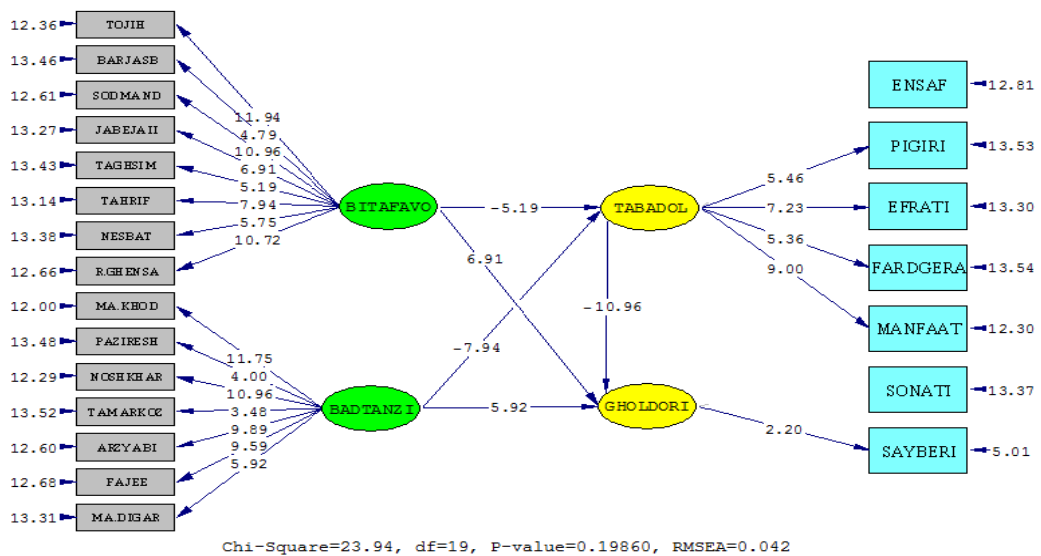 12.36 TOJIH
13.46 BARJASB
12.61 SODMAND
13.27 JABEJAII
13.43 TAGHSIM
13.14 TAHRIF
13.38 NESBAT
12.66 R.GHENSA
12.00 MA.KHOD
13.48 PAZIRESH
12.29 NOSHKHAR
13.52 TAMARKOZ
12.60 ARZYABI
12.68 FAJEE
13.31 MA.DIGAR
11.94
4.79
10.96
6.91
5.19
7.94
5.75
10.72
11.75
4.00
10.96
3.48
9.89
9.59
5.92
BITAFAVO
BADTANZI
-5.19
6.91
-7.94
5.92
-10.96
TABADOL
GHOLDORI
5.46
7.23
5.36
9.00
2.20
ENSAF 12.81
PIGIRI 13.53
EFRATI 13.30
FARDGERA 13.54
MANFAAT 12.30
SONATI 13.37
SAYBERI 5.01
Chi-Square=23.94, df=19, P-value=0.19860, RMSEA=0.042